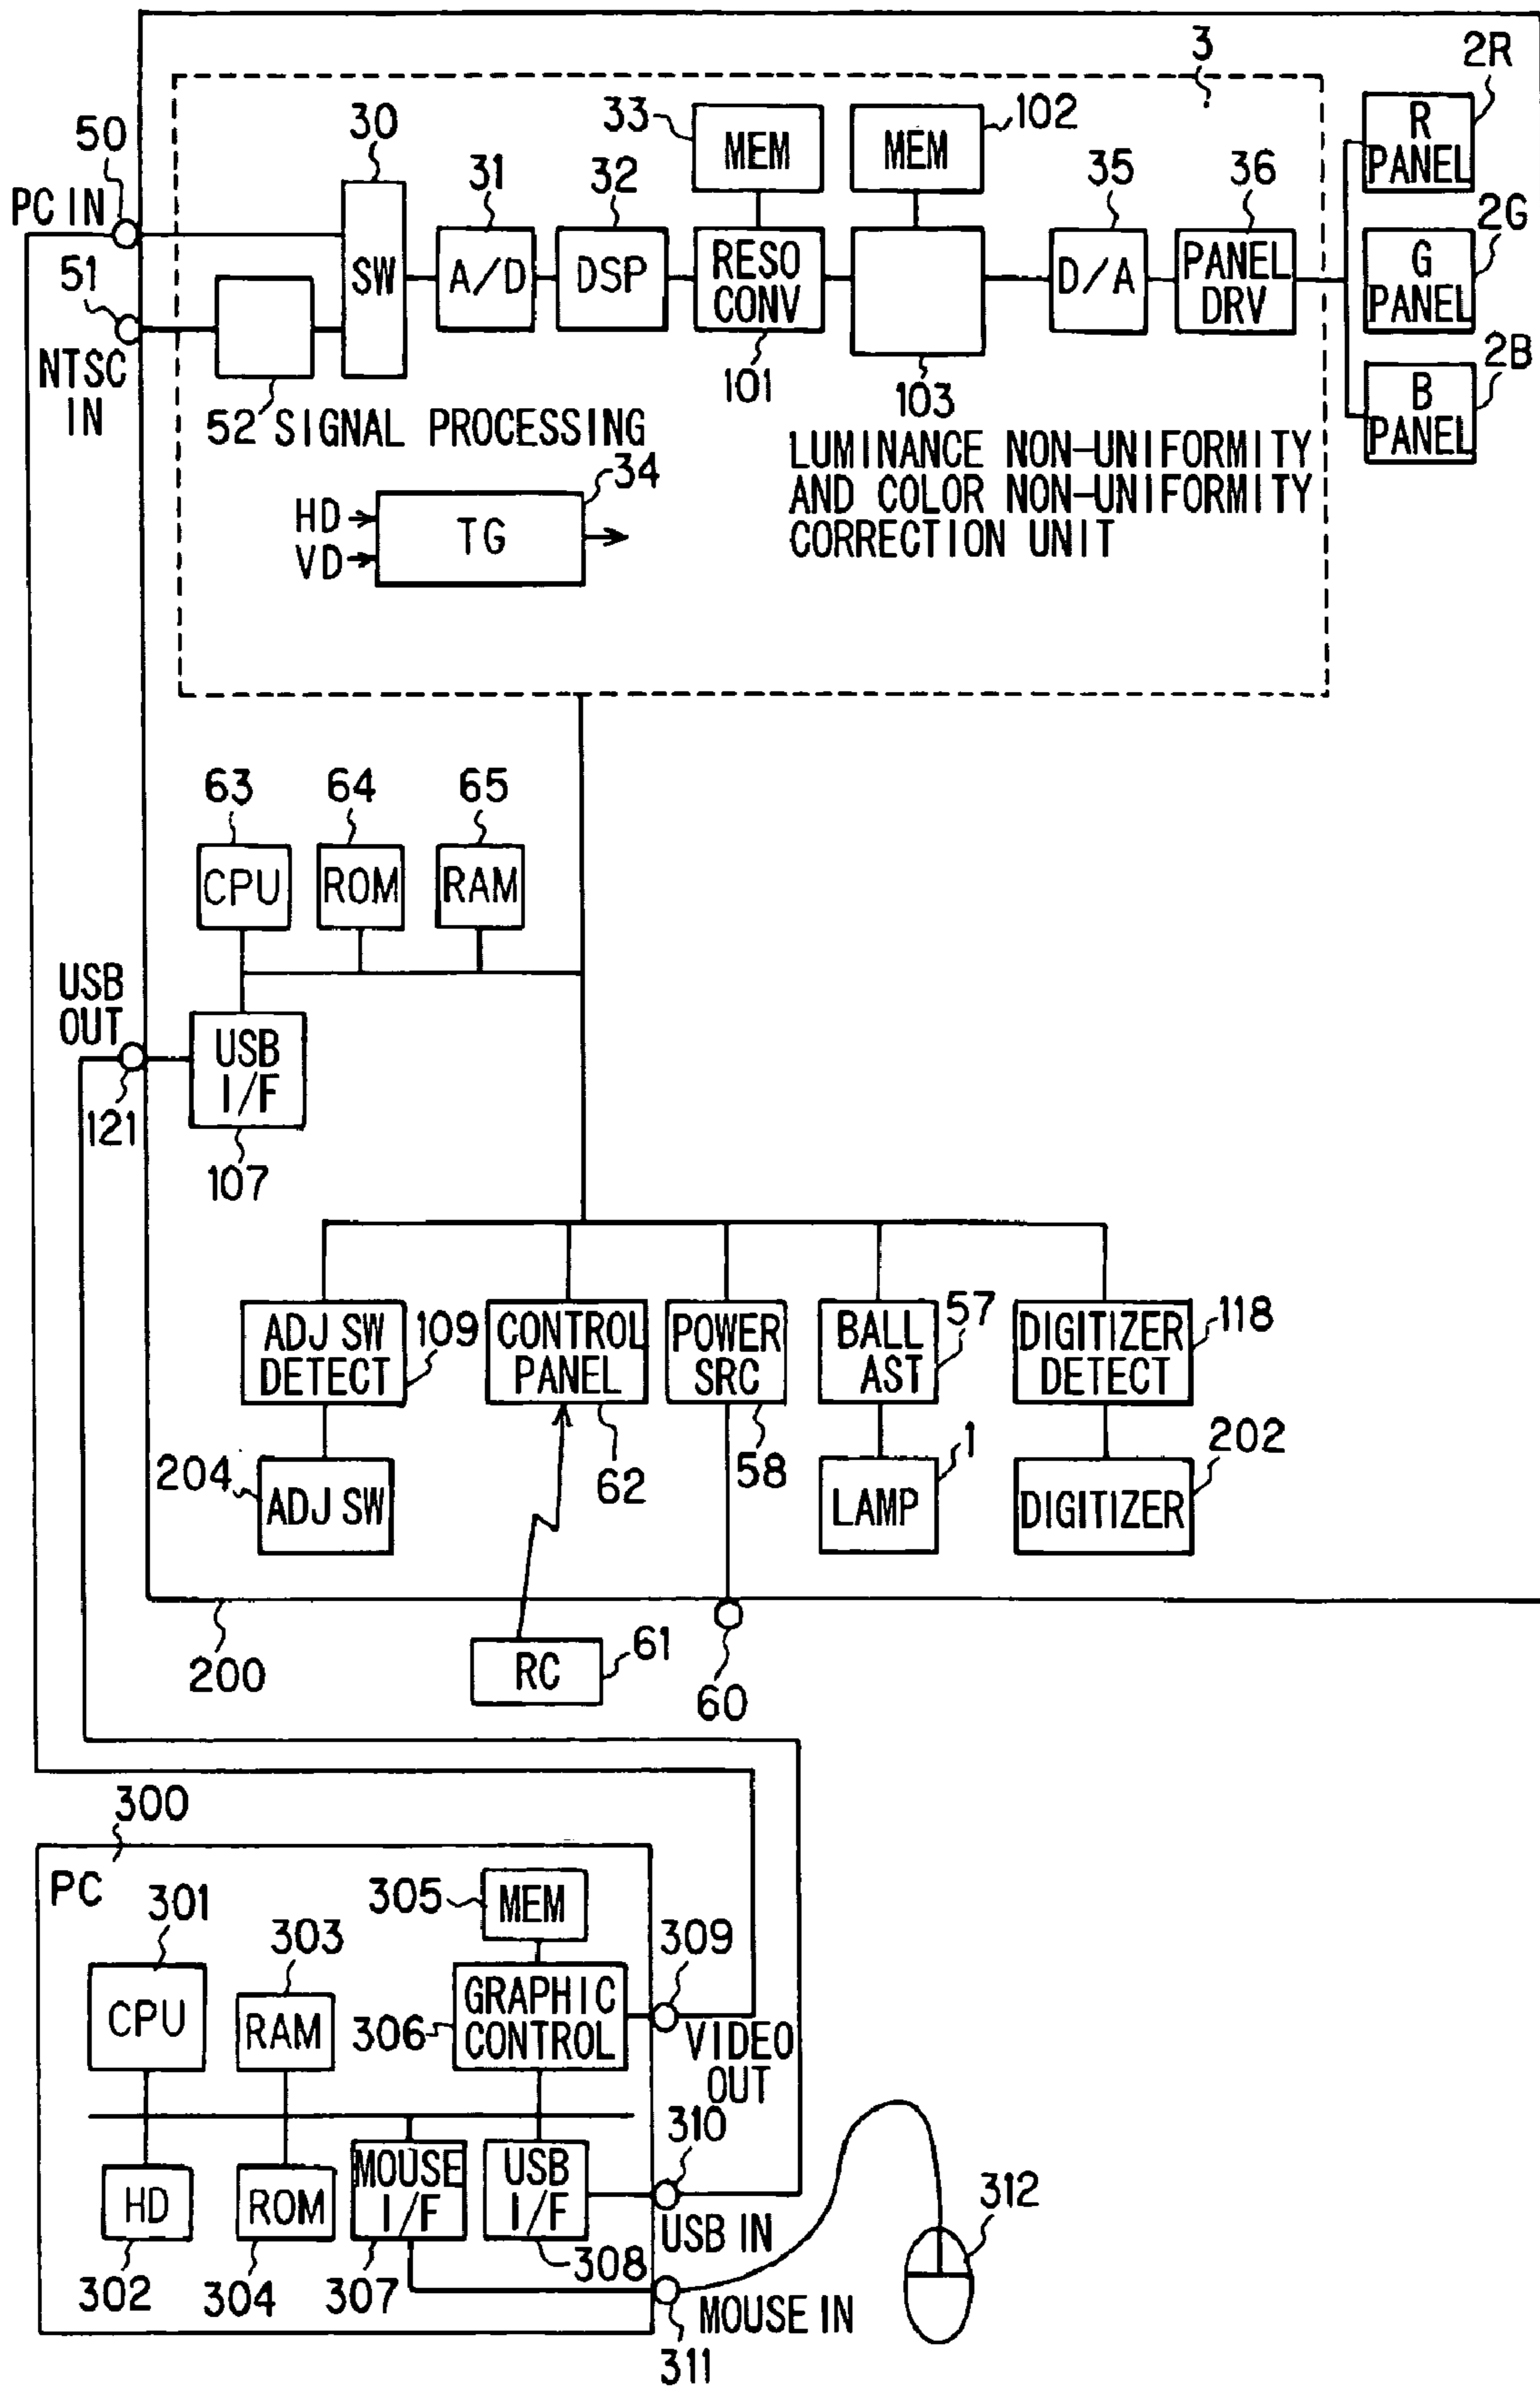 3
2R
50
30
33
MEM
MEM
102
R
PANEL
PC IN
31
32
35
36
2G
51
SW
A/D
DSP
RESO
CONV
D/A
PANEL
DRV
G
PANEL
NTSC
IN
101
103
2B
B
PANEL
52 SIGNAL PROCESSING
LUMINANCE NON-UNIFORMITY
AND COLOR NON-UNIFORMITY
CORRECTION UNIT
34
HD
VD
TG
63
64
65
CPU
ROM
RAM
USB
OUT
USB
I/F
121
107
ADJ SW
DETECT
109
CONTROL
PANEL
POWER
SRC
BALL
AST
57
DIGITIZER
DETECT
118
204
ADJ SW
62
58
1
LAMP
202
DIGITIZER
200
RC
61
60
300
PC
301
305
MEM
303
309
CPU
RAM
306
GRAPHIC
CONTROL
VIDEO
OUT
310
HD
ROM
MOUSE
I/F
USB
I/F
USB IN
312
302
304
307
308
MOUSE IN
311